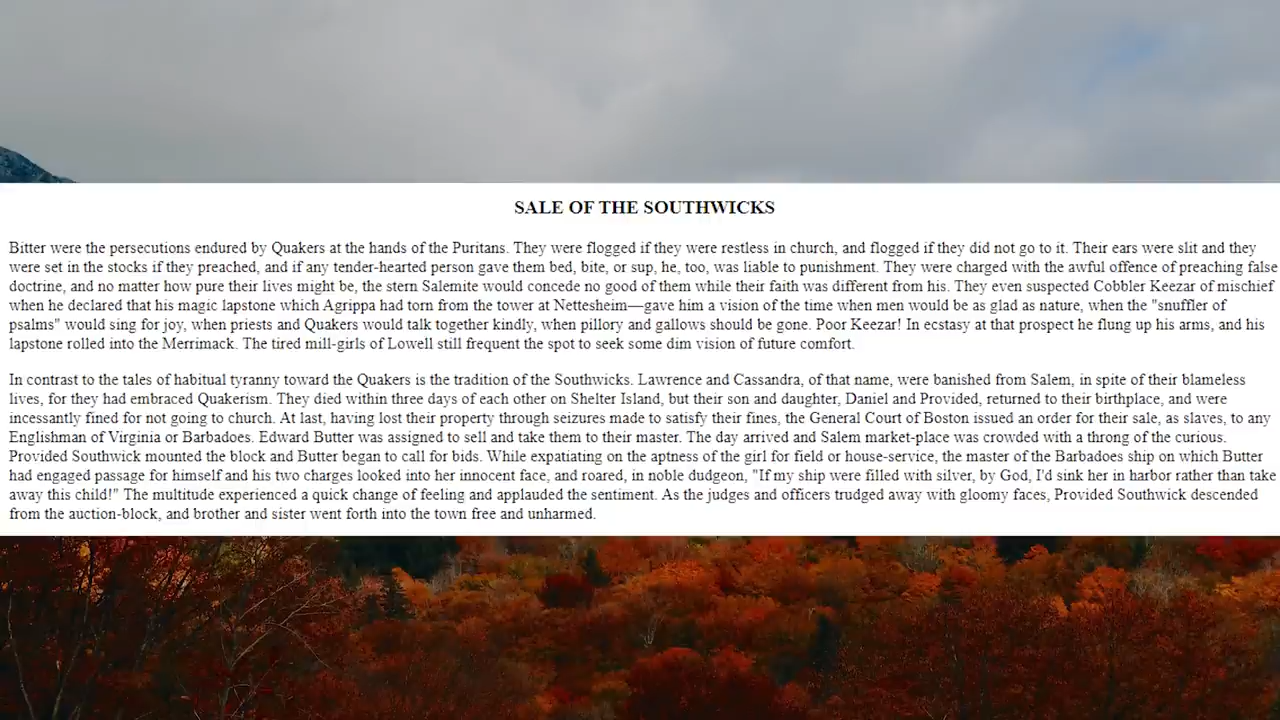 SALE OF THE SOUTHWICKS
Bitter were the persecutions endured by Quakers at the hands of the Puritans. They were flogged if they were restless in church, and flogged if they did not go to it. Their ears were slit and they
were set in the stocks if they preached, and if any tender-hearted person gave them bed, bite, or sup, he, too, was liable to punishment. They were charged with the awful offence of preaching false
doctrine, and no matter how pure their lives might be, the stern Salemite would concede no good of them while their faith was different from his. They even suspected Cobbler Keezar of mischief
when he declared that his magic lapstone which Agrippa had torn from the tower at Nettesheim—gave him a vision of the time when men would be as glad as nature, when the "snuffler of
psalms" would sing for joy, when priests and Quakers would talk together kindly, when pillory and gallows should be gone. Poor Keezar! In ecstasy at that prospect he flung up his arms, and his
lapstone rolled into the Merrimack. The tired mill-girls of Lowell still frequent the spot to seek some dim vision of future comfort.
In contrast to the tales of habitual tyranny toward the Quakers is the tradition of the Southwicks. Lawrence and Cassandra, of that name, were banished from Salem, in spite of their blameless
lives, for they had embraced Quakerism. They died within three days of each other on Shelter Island, but their son and daughter, Daniel and Provided, returned to their birthplace, and were
incessantly fined for not going to church. At last, having lost their property through seizures made to satisfy their fines, the General Court of Boston issued an order for their sale, as slaves, to any
Englishman of Virginia or Barbadoes. Edward Butter was assigned to sell and take them to their master. The day arrived and Salem market-place was crowded with a throng of the curious.
Provided Southwick mounted the block and Butter began to call for bids. While expatiating on the aptness of the girl for field or house-service, the master of the Barbadoes ship on which Butter
had engaged passage for himself and his two charges looked into her innocent face, and roared, in noble dudgeon, "If my ship were filled with silver, by God, I'd sink her in harbor rather than take
away this child!" The multitude experienced a quick change of feeling and applauded the sentiment. As the judges and officers trudged away with gloomy faces, Provided Southwick descended
from the auction-block, and brother and sister went forth into the town free and unharmed.